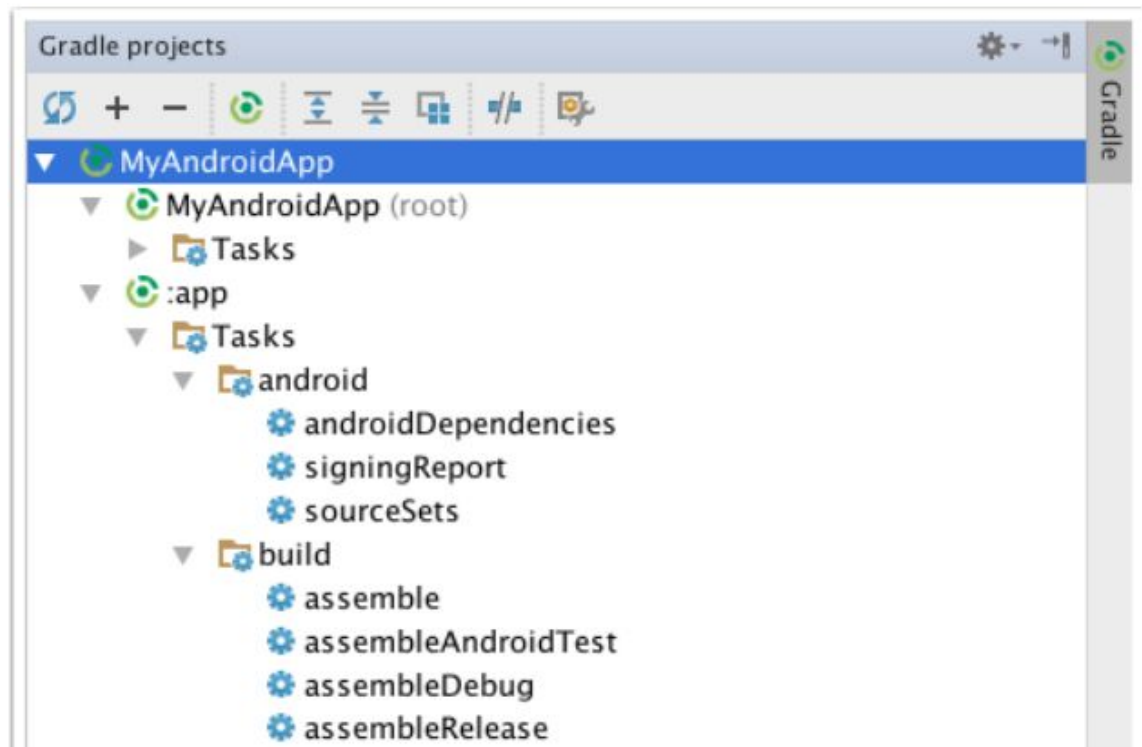 Gradle projects
Gradle
MyAndroidApp
MyAndroidApp (root)
Tasks
:app
Tasks
android
androidDependencies
signingReport
sourceSets
build
assemble
assembleAndroidTest
assembleDebug
assembleRelease